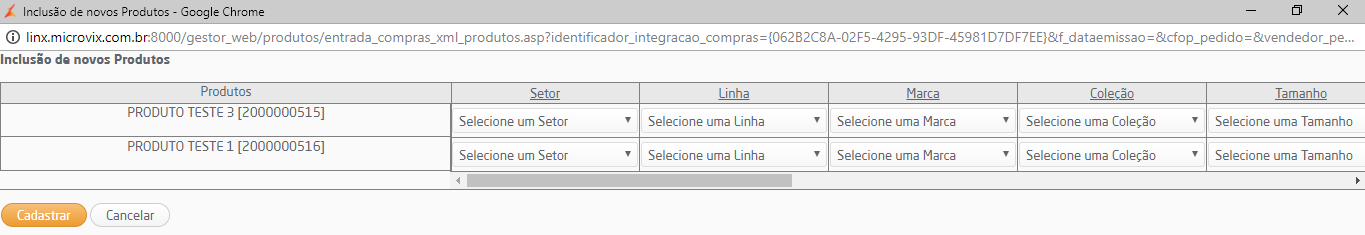 Inclusão de novos Produtos - Google Chrome
linx.microvix.com.br:8000/gestor_web/produtos/entrada_compras_xml_produtos.asp?identificador_integracao_compras={062B2C8A-02F5-4295-93DF-45981D7DF7EE}&f_dataemissao=&cfop_pedido=&vendedor_pe...
Inclusão de novos Produtos
Produtos Setor Linha Marca Coleção Tamanho
PRODUTO TESTE 3 [2000000515] Selecione um Setor Selecione uma Linha Selecione uma Marca Selecione uma Coleção Selecione uma Tamanho
PRODUTO TESTE 1 [2000000516] Selecione um Setor Selecione uma Linha Selecione uma Marca Selecione uma Coleção Selecione uma Tamanho
Cadastrar Cancelar